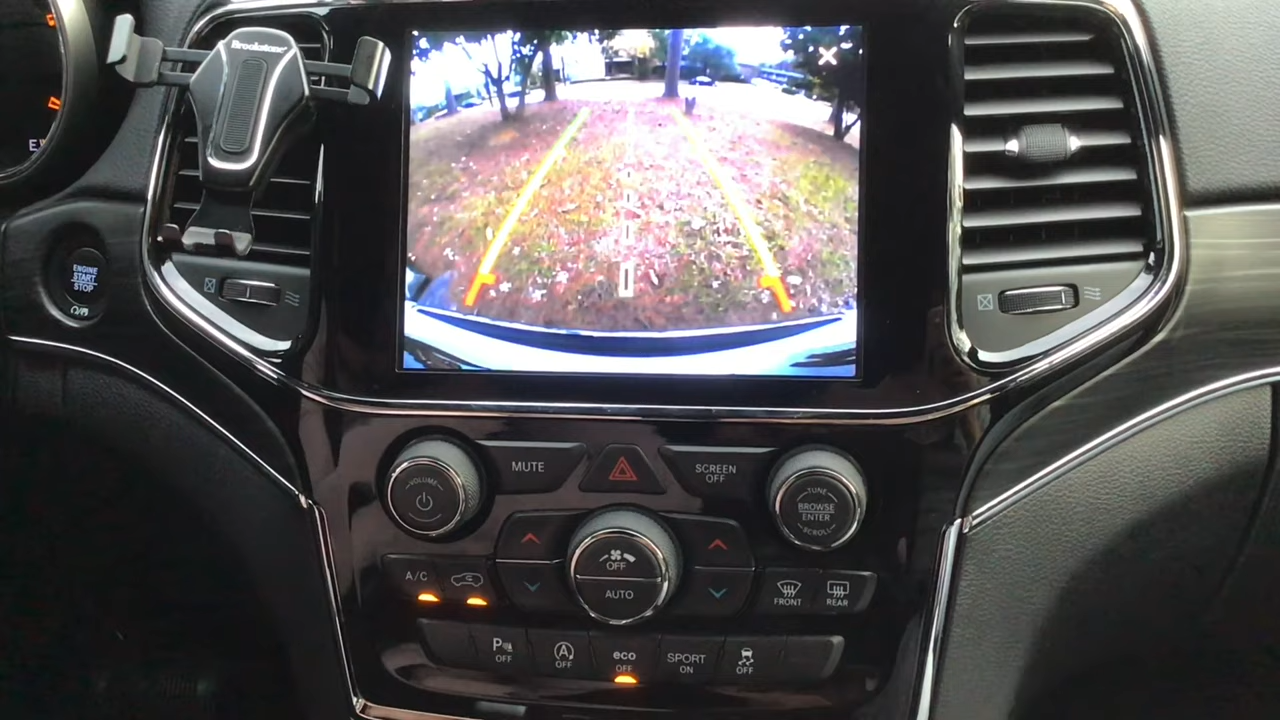 Brookstone
E
ENGINE
START
STOP
MUTE
SCREEN
OFF
VOLUME
TUNE
BROWSE
ENTER
SCROLL
OFF
AUTO
A/C
FRONT
REAR
P
OFF
A
OFF
eco
OFF
SPORT
ON
OFF